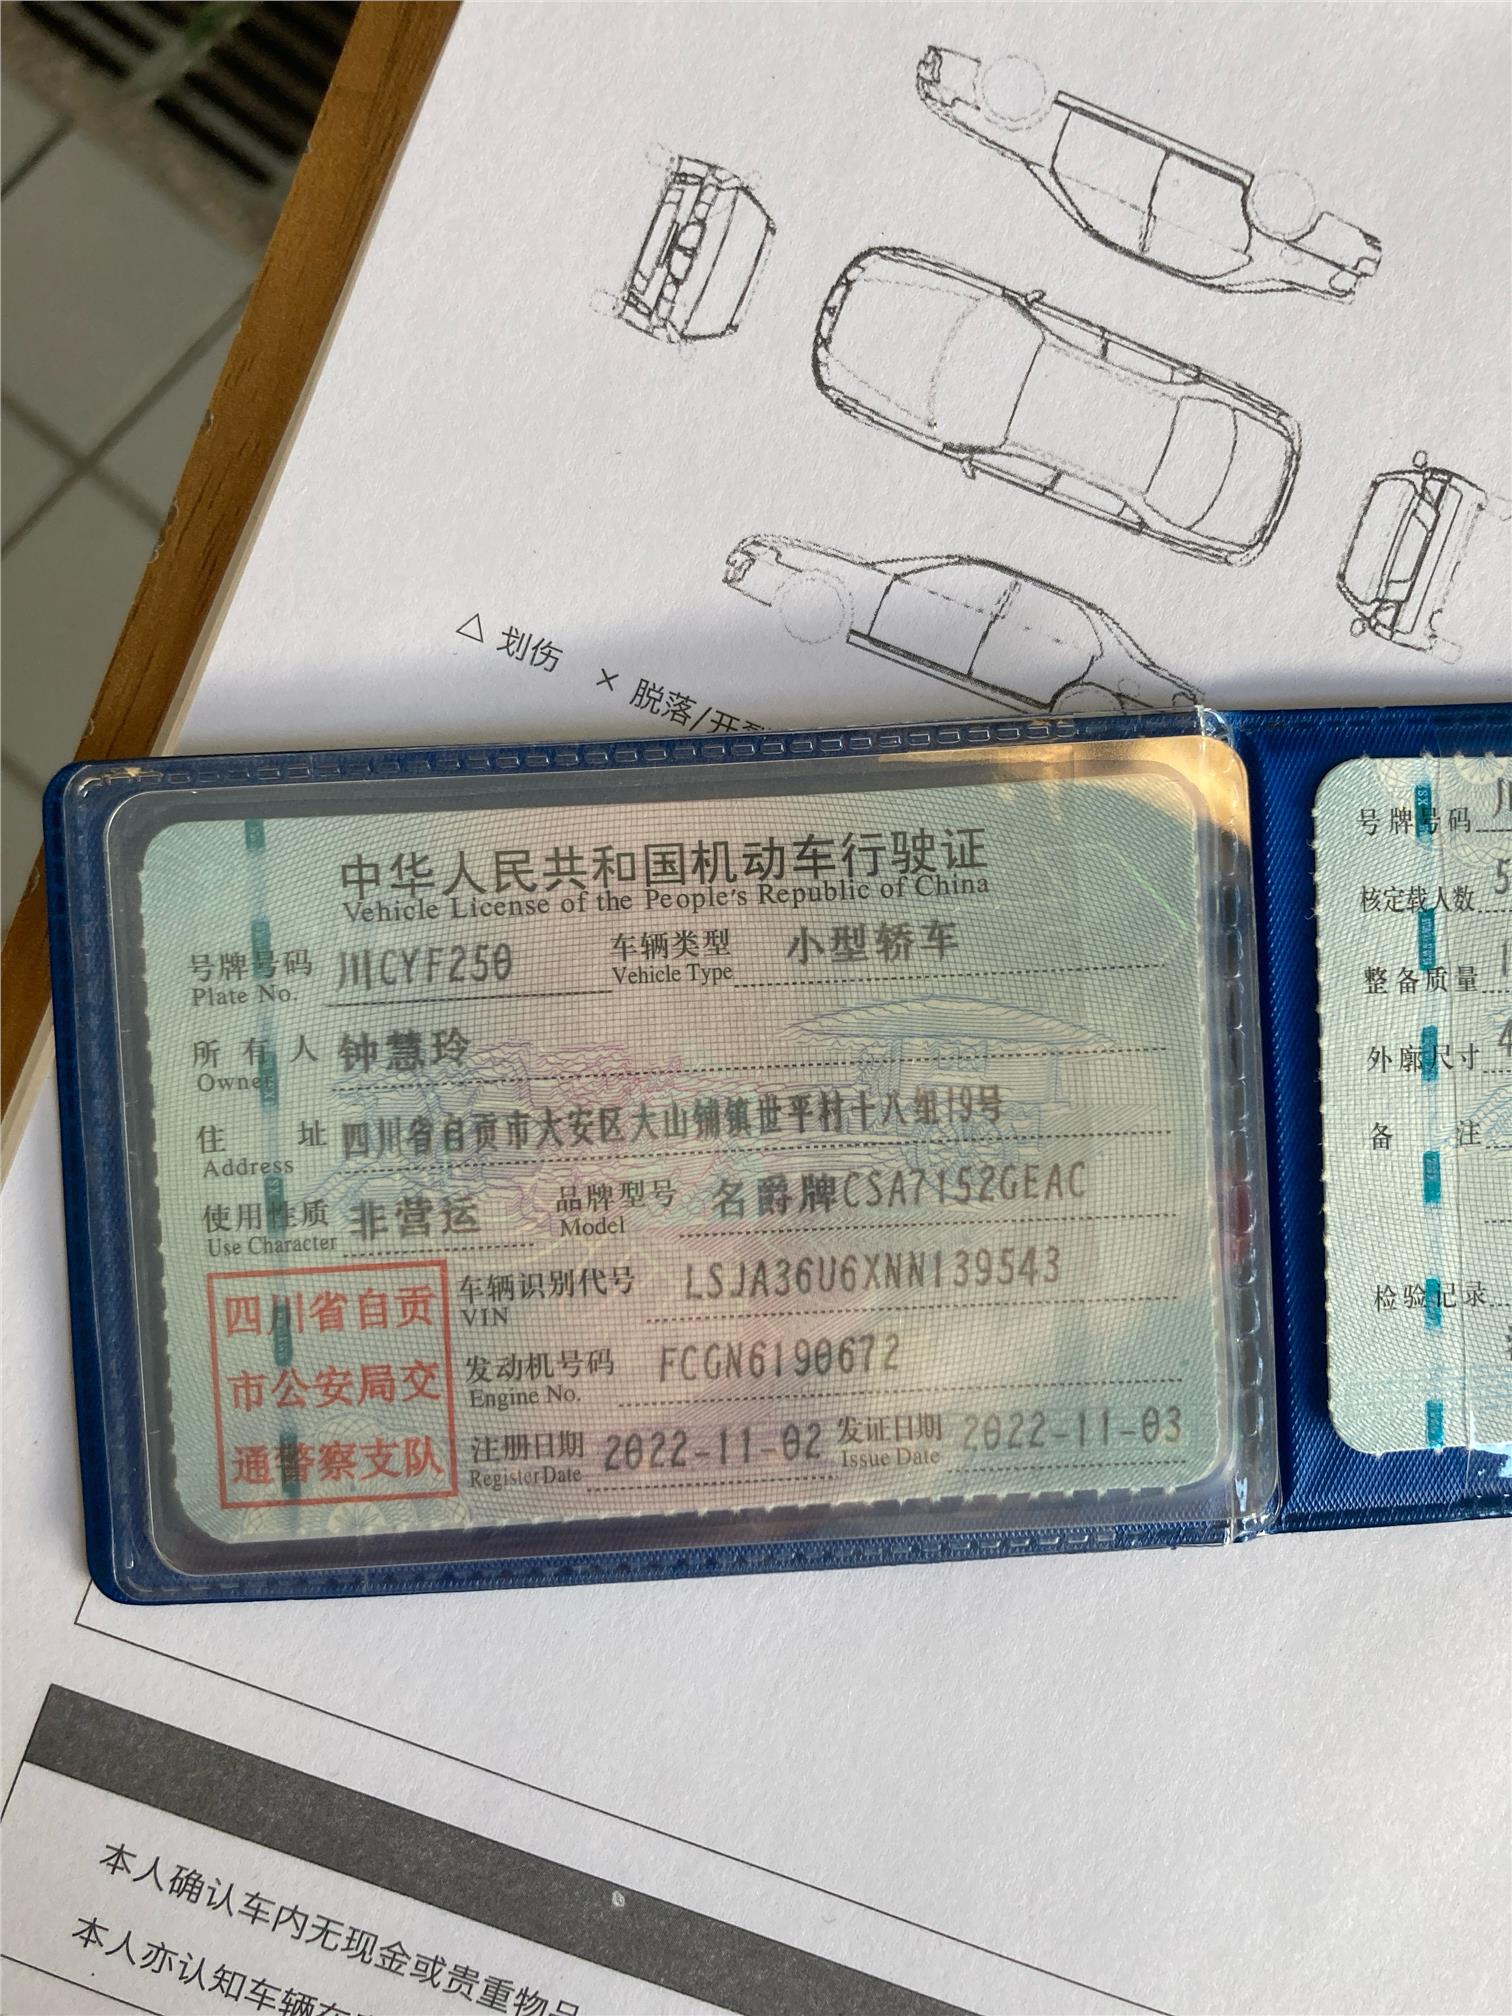 △ 划伤 × 脱落/开
中华人民共和国机动车行驶证
Vehicle License of the People's Republic of China
号牌号码 川CYF250 车辆类型 小型轿车
Plate No. Vehicle Type
所有人 钟慧玲
Owner
住址 四川省自贡市大安区大山铺镇世平村十八组19号
Address
使用性质 非营运 品牌型号 名爵牌CSA7152GEAC
Use Character Model
四川省自贡
市公安局交
通警察支队
车辆识别代号 LSJA36U6XNN139543
VIN
发动机号码 FCGN6190672
Engine No.
注册日期 2022-11-02 发证日期 2022-11-03
Register Date Issue Date
号牌号码 川
核定载人数 5
整备质量 1
外廓尺寸 4
备注
检验记录
本人确认车内无现金或贵重物品
本人亦认知车辆在